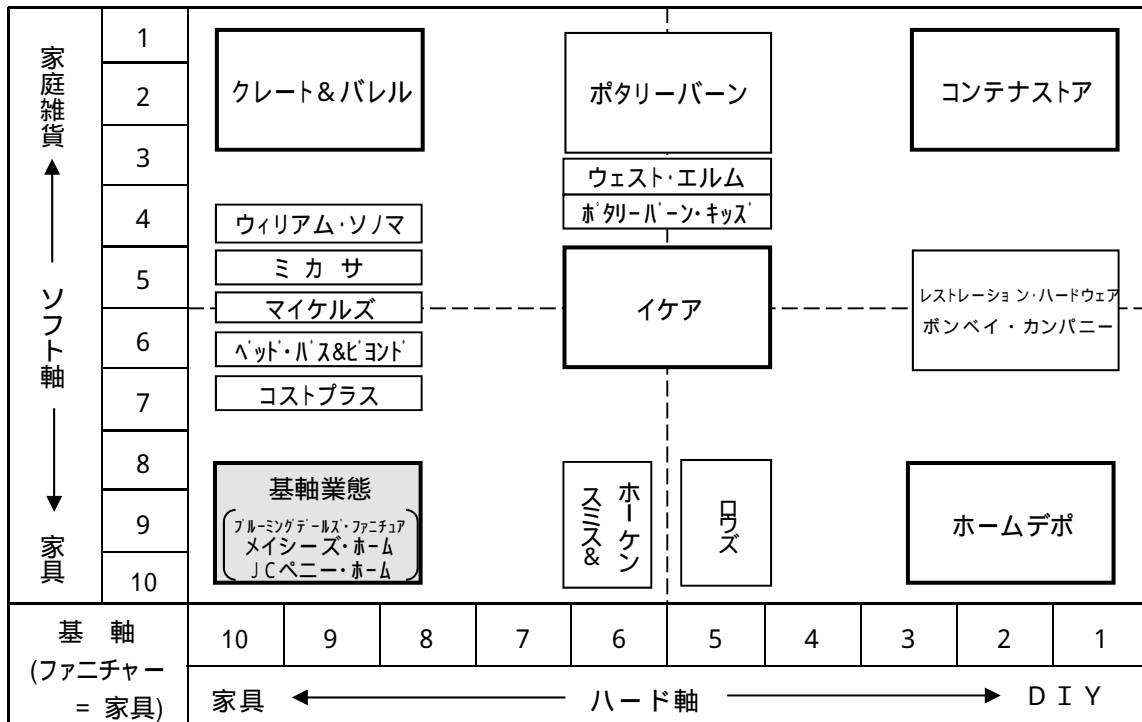 家庭雑貨
ソフト軸
家具
1
2
3
4
5
6
7
8
9
10
クレート&バレル
ポタリーバーン
コンテナストア
ウェスト・エルム
ポタリーバーン・キッズ
ウィリアム・ソノマ
ミカサ
マイケルズ
ベッド・バス&ビヨンド
コストプラス
イケア
レストレーション・ハードウェア
ボンベイ・カンパニー
基軸業態
ブルーミングデールズ・ファニチュア
メイシーズ・ホーム
JCペニー・ホーム
ホーケン
スミス&
ロウズ
ホームデポ
基 軸
(ファニチャー
= 家具)
10 9 8 7 6 5 4 3 2 1
家具 ハード軸 DIY